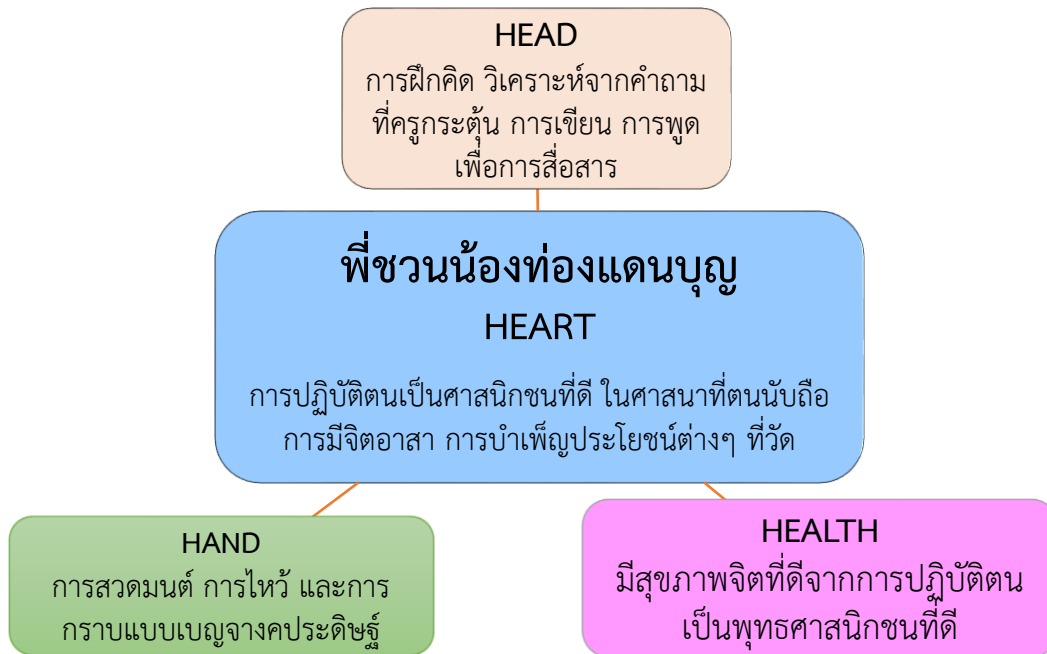 HEAD
การฝึกคิด วิเคราะห์จากคำถาม
ที่ครูกระตุ้น การเขียน การพูด
เพื่อการสื่อสาร
พี่ชวนน้องท่องแดนบุญ
HEART
การปฏิบัติตนเป็นศาสนิกชนที่ดี ในศาสนาที่ตนนับถือ
การมีจิตอาสา การบำเพ็ญประโยชน์ต่างๆ ที่วัด
HAND
การสวดมนต์ การไหว้ และการ
กราบแบบเบญจางคประดิษฐ์
HEALTH
มีสุขภาพจิตที่ดีจากการปฏิบัติตน
เป็นพุทธศาสนิกชนที่ดี